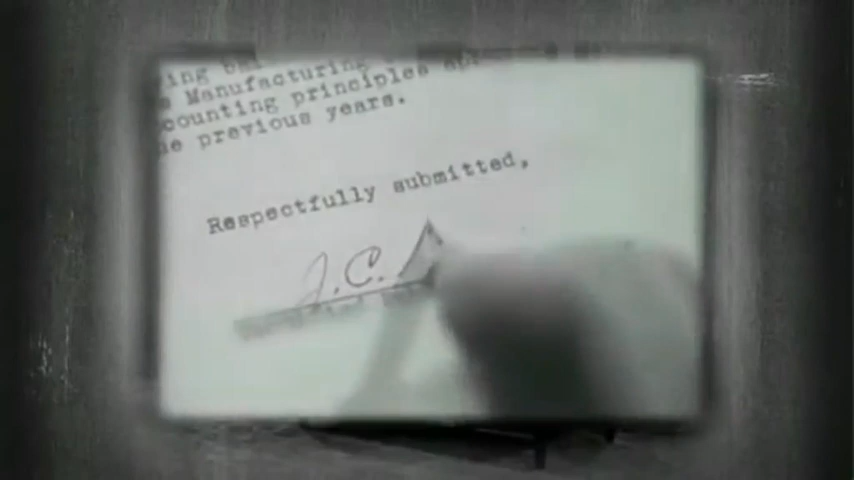 Manufacturing
counting principles
previous years.
Respectfully submitted,
J.C.